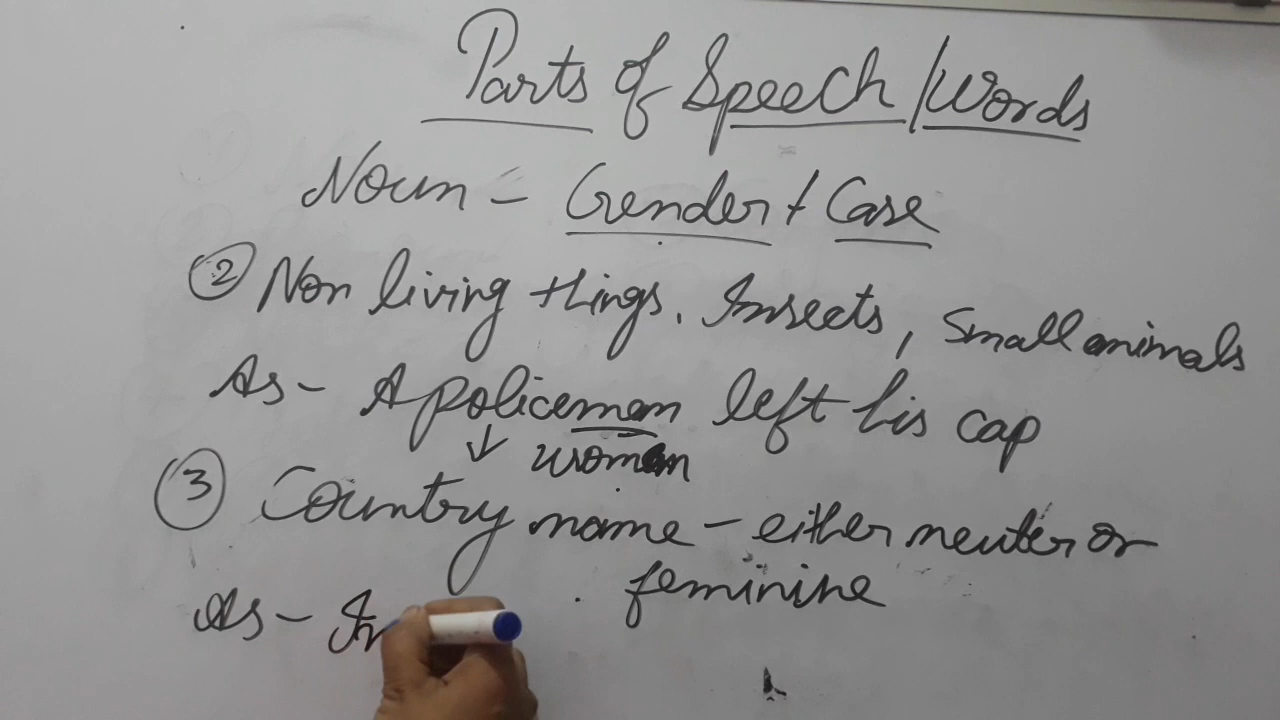 Parts of Speech/Words
Noun - Gender + Case
② Non living things, Insects, Small animals
As - A policeman left his cap
↓ woman
③ Country name - either neuter or
feminine
As - In